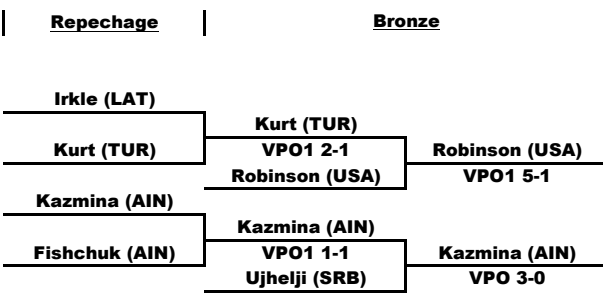 Repechage Bronze
Irkle (LAT)
Kurt (TUR)
Kurt (TUR)
VPO1 2-1
Robinson (USA)
Robinson (USA)
VPO1 5-1
Kazmina (AIN)
Fishchuk (AIN)
Kazmina (AIN)
VPO1 1-1
Ujhelji (SRB)
Kazmina (AIN)
VPO 3-0